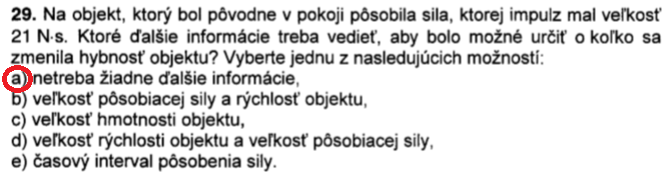 29. Na objekt, ktorý bol pôvodne v pokoji pôsobila sila, ktorej impulz mal veľkosť
21 N·s. Ktoré ďalšie informácie treba vedieť, aby bolo možné určiť o koľko sa
zmenila hybnosť objektu? Vyberte jednu z nasledujúcich možností:
a) netreba žiadne ďalšie informácie,
b) veľkosť pôsobiacej sily a rýchlosť objektu,
c) veľkosť hmotnosti objektu,
d) veľkosť rýchlosti objektu a veľkosť pôsobiacej sily,
e) časový interval pôsobenia sily.